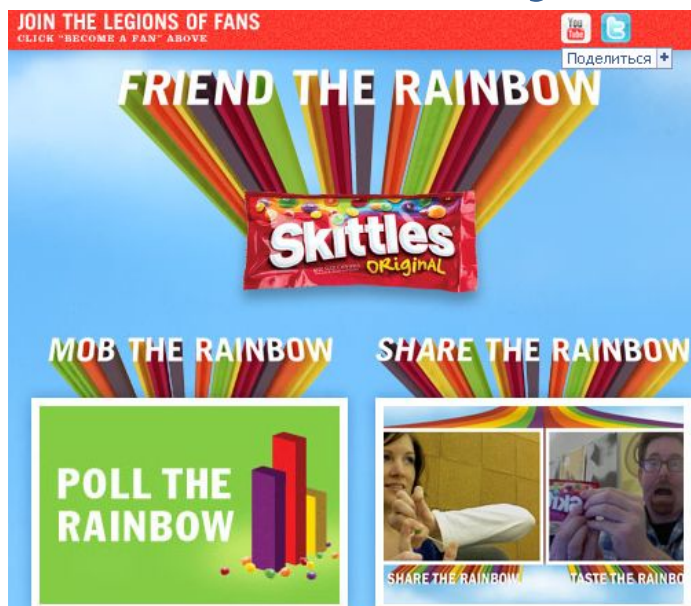 JOIN THE LEGIONS OF FANS
CLICK "BECOME A FAN" ABOVE
You
Tube
Поделиться +
FRIEND THE RAINBOW
Skittles
ORiginAL
MOB THE RAINBOW
SHARE THE RAINBOW
POLL THE
RAINBOW
SHARE THE RAINBOW
TASTE THE RAINBO